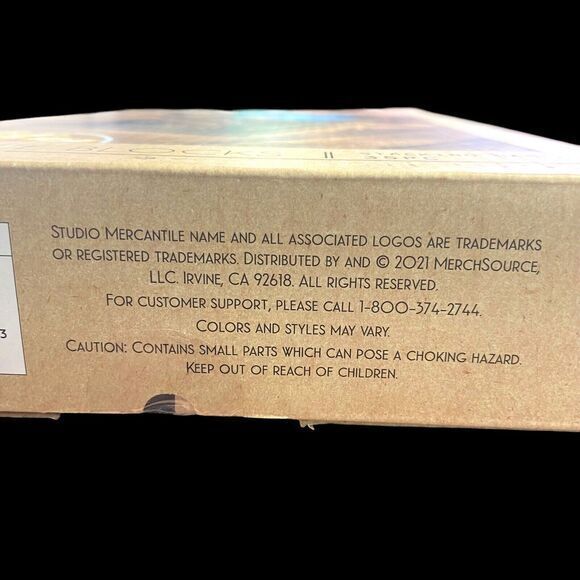 STUDIO MERCANTILE NAME AND ALL ASSOCIATED LOGOS ARE TRADEMARKS
OR REGISTERED TRADEMARKS. DISTRIBUTED BY AND © 2021 MERCHSOURCE,
LLC. IRVINE, CA 92618. ALL RIGHTS RESERVED.
FOR CUSTOMER SUPPORT, PLEASE CALL 1-800-374-2744.
COLORS AND STYLES MAY VARY.
CAUTION: CONTAINS SMALL PARTS WHICH CAN POSE A CHOKING HAZARD.
KEEP OUT OF REACH OF CHILDREN.
3